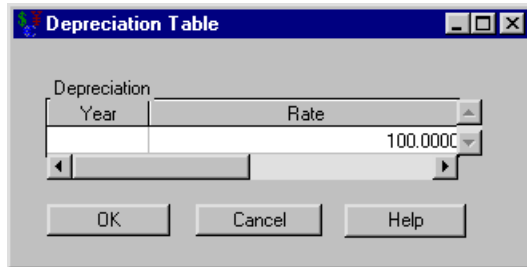 Depreciation Table
Depreciation
Year Rate
100.0000
OK Cancel Help